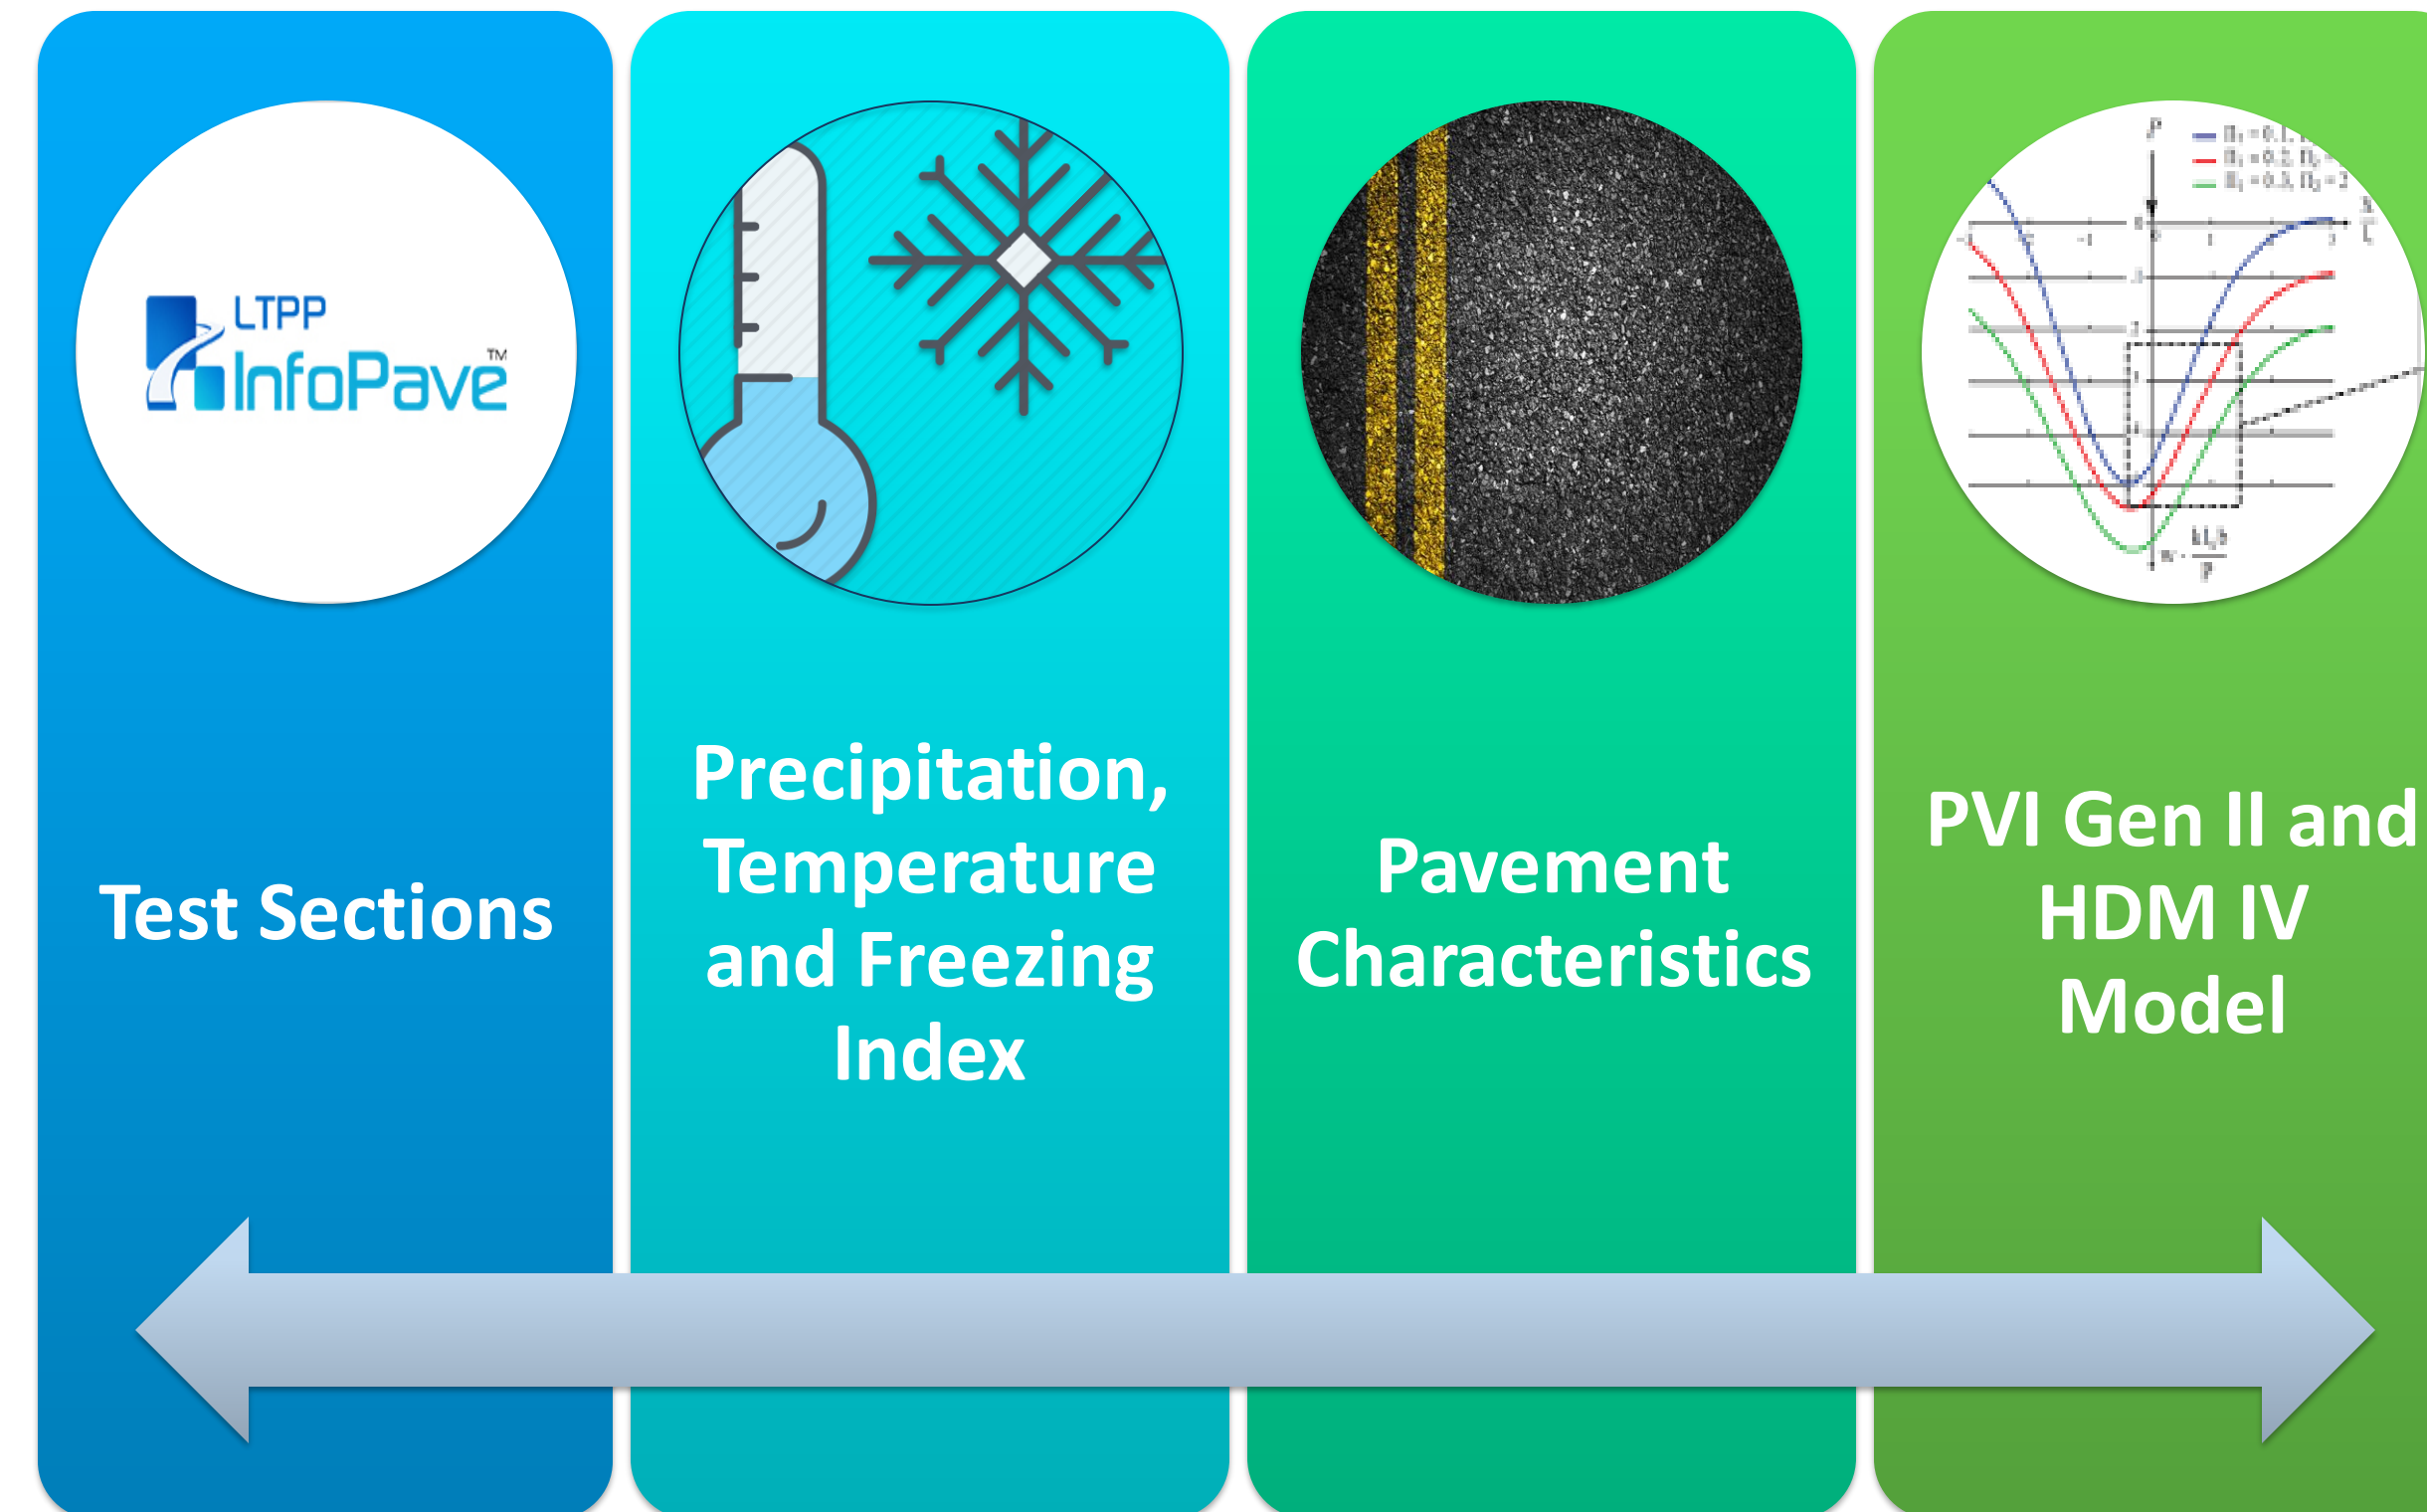 LTPP
InfoPave™
Test Sections
Precipitation,
Temperature
and Freezing
Index
Pavement
Characteristics
P
PVI Gen II and
HDM IV
Model